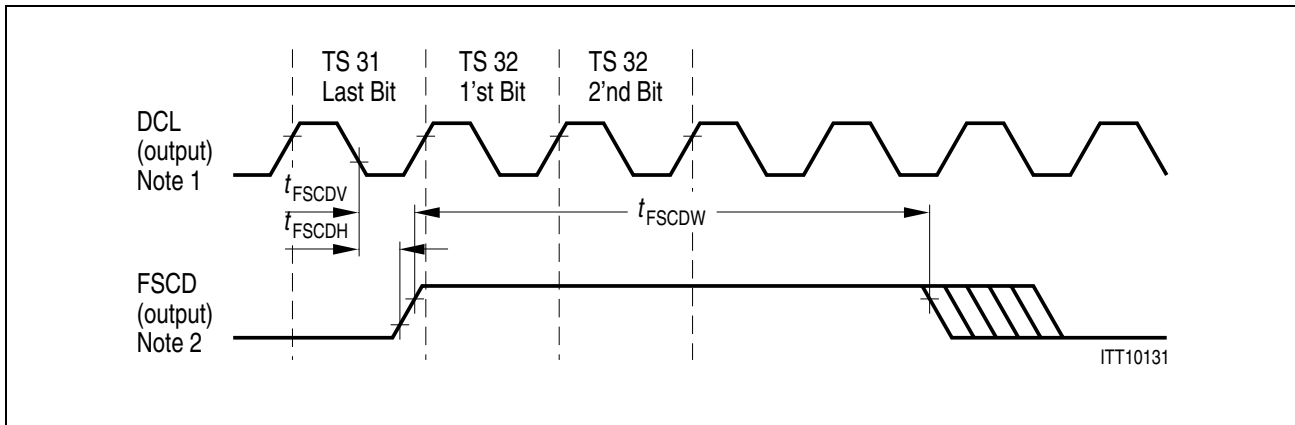 TS 31
Last Bit
TS 32
1'st Bit
TS 32
2'nd Bit
DCL
(output)
Note 1
tFSCDV
tFSCDH
tFSCDW
FSCD
(output)
Note 2
ITT10131